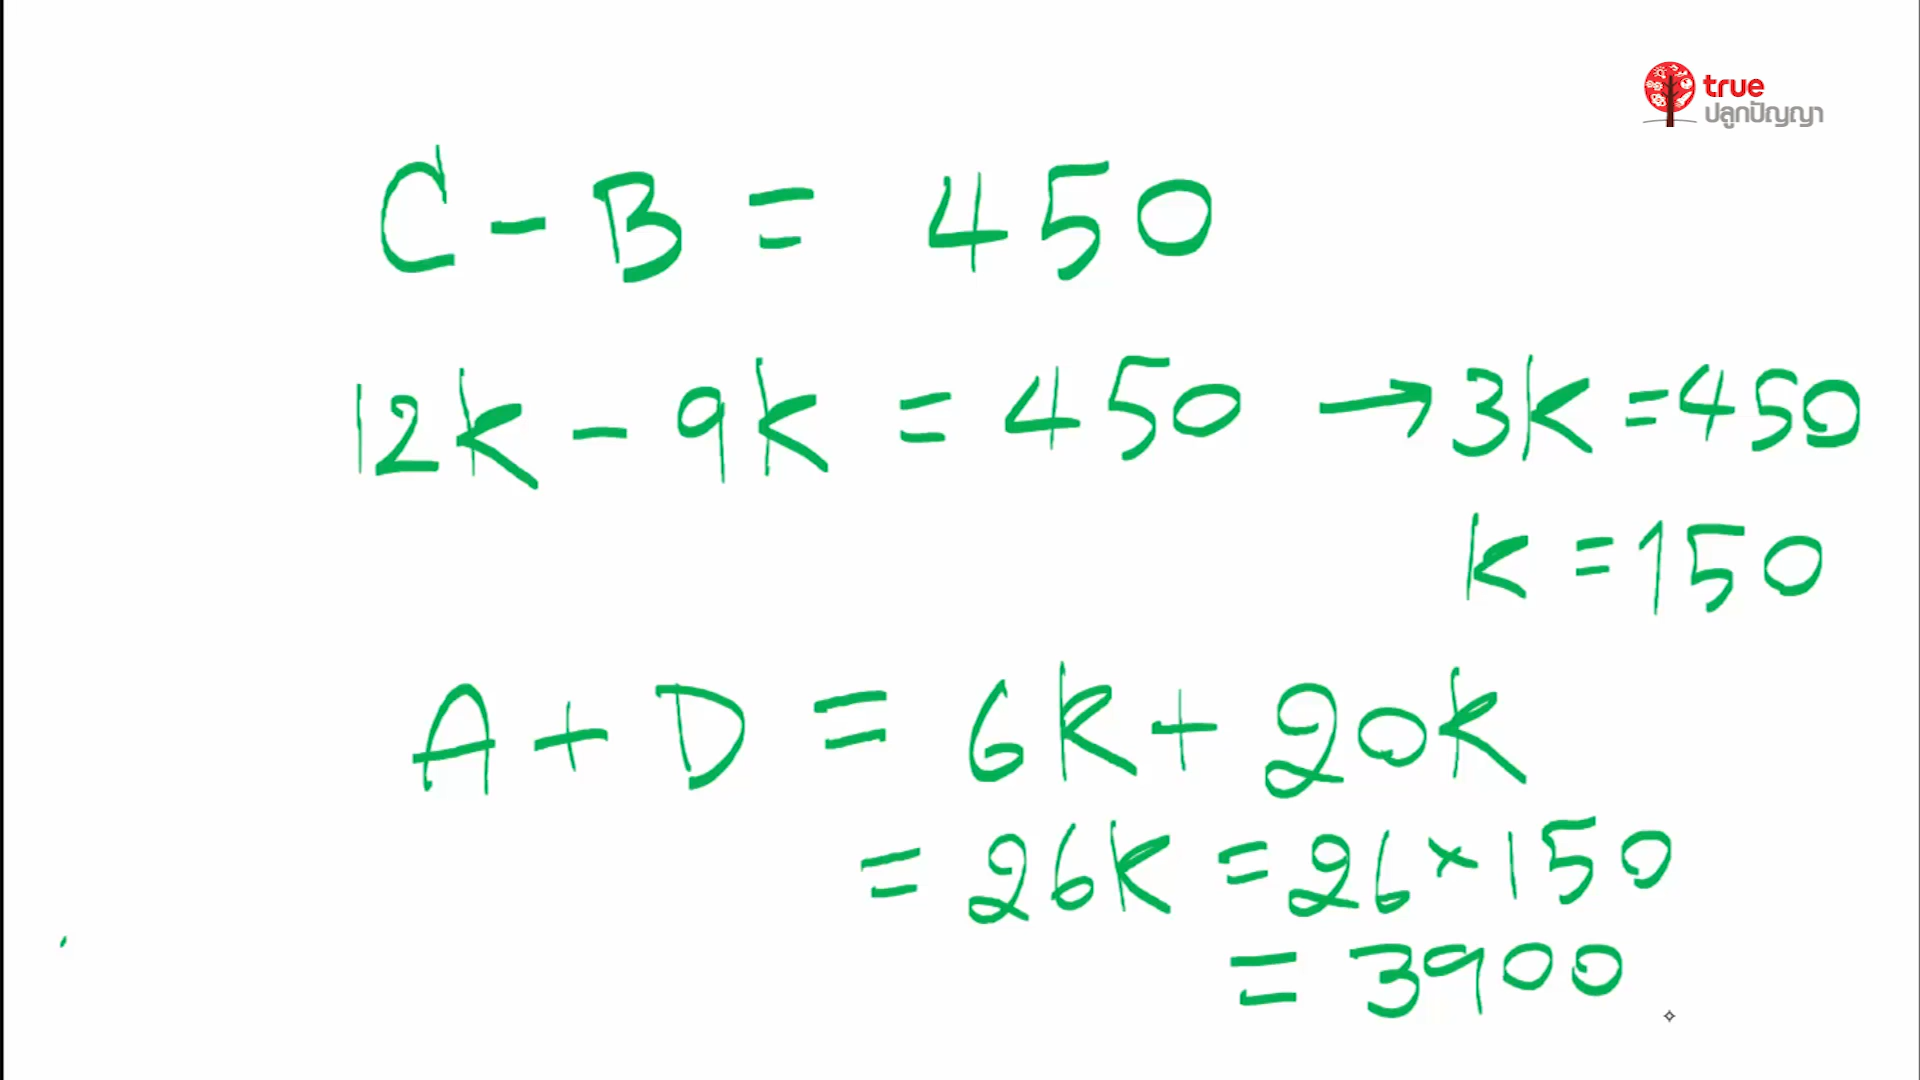 true
ปลูกปัญญา
C - B = 450
12k - 9k = 450 → 3k = 450
k = 150
A + D = 6k + 20k
= 26k = 26 × 150
= 3900